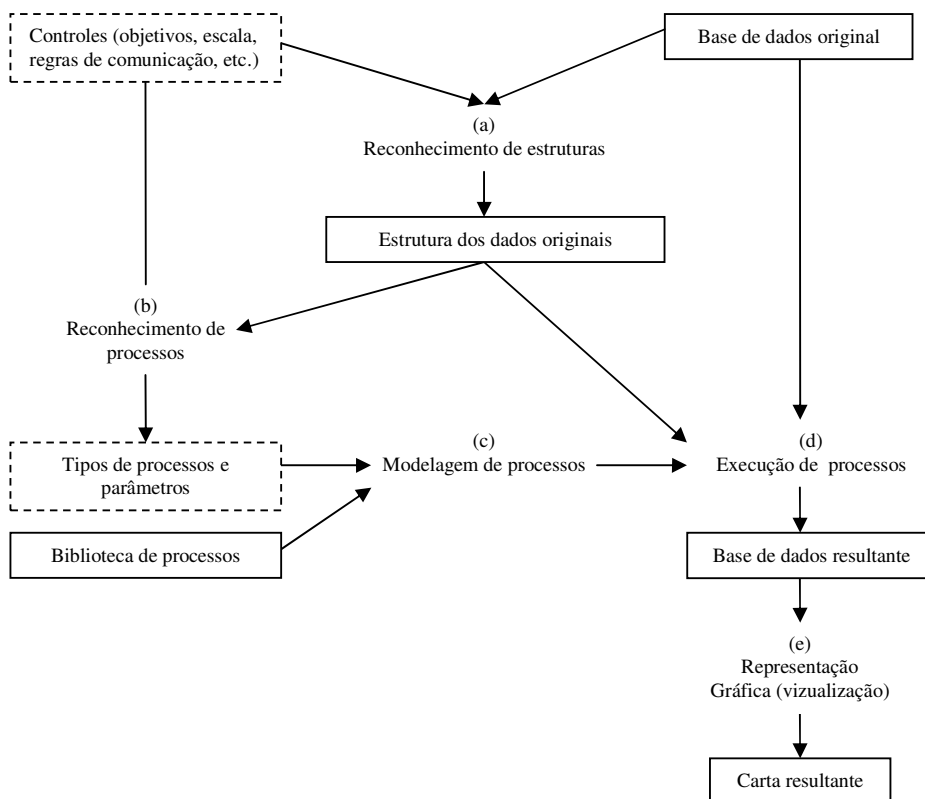 Controles (objetivos, escala,
regras de comunicação, etc.)
Base de dados original
(a)
Reconhecimento de estruturas
Estrutura dos dados originais
(b)
Reconhecimento de
processos
Tipos de processos e
parâmetros
(c)
Modelagem de processos
(d)
Execução de processos
Biblioteca de processos
Base de dados resultante
(e)
Representação
Gráfica (vizualização)
Carta resultante